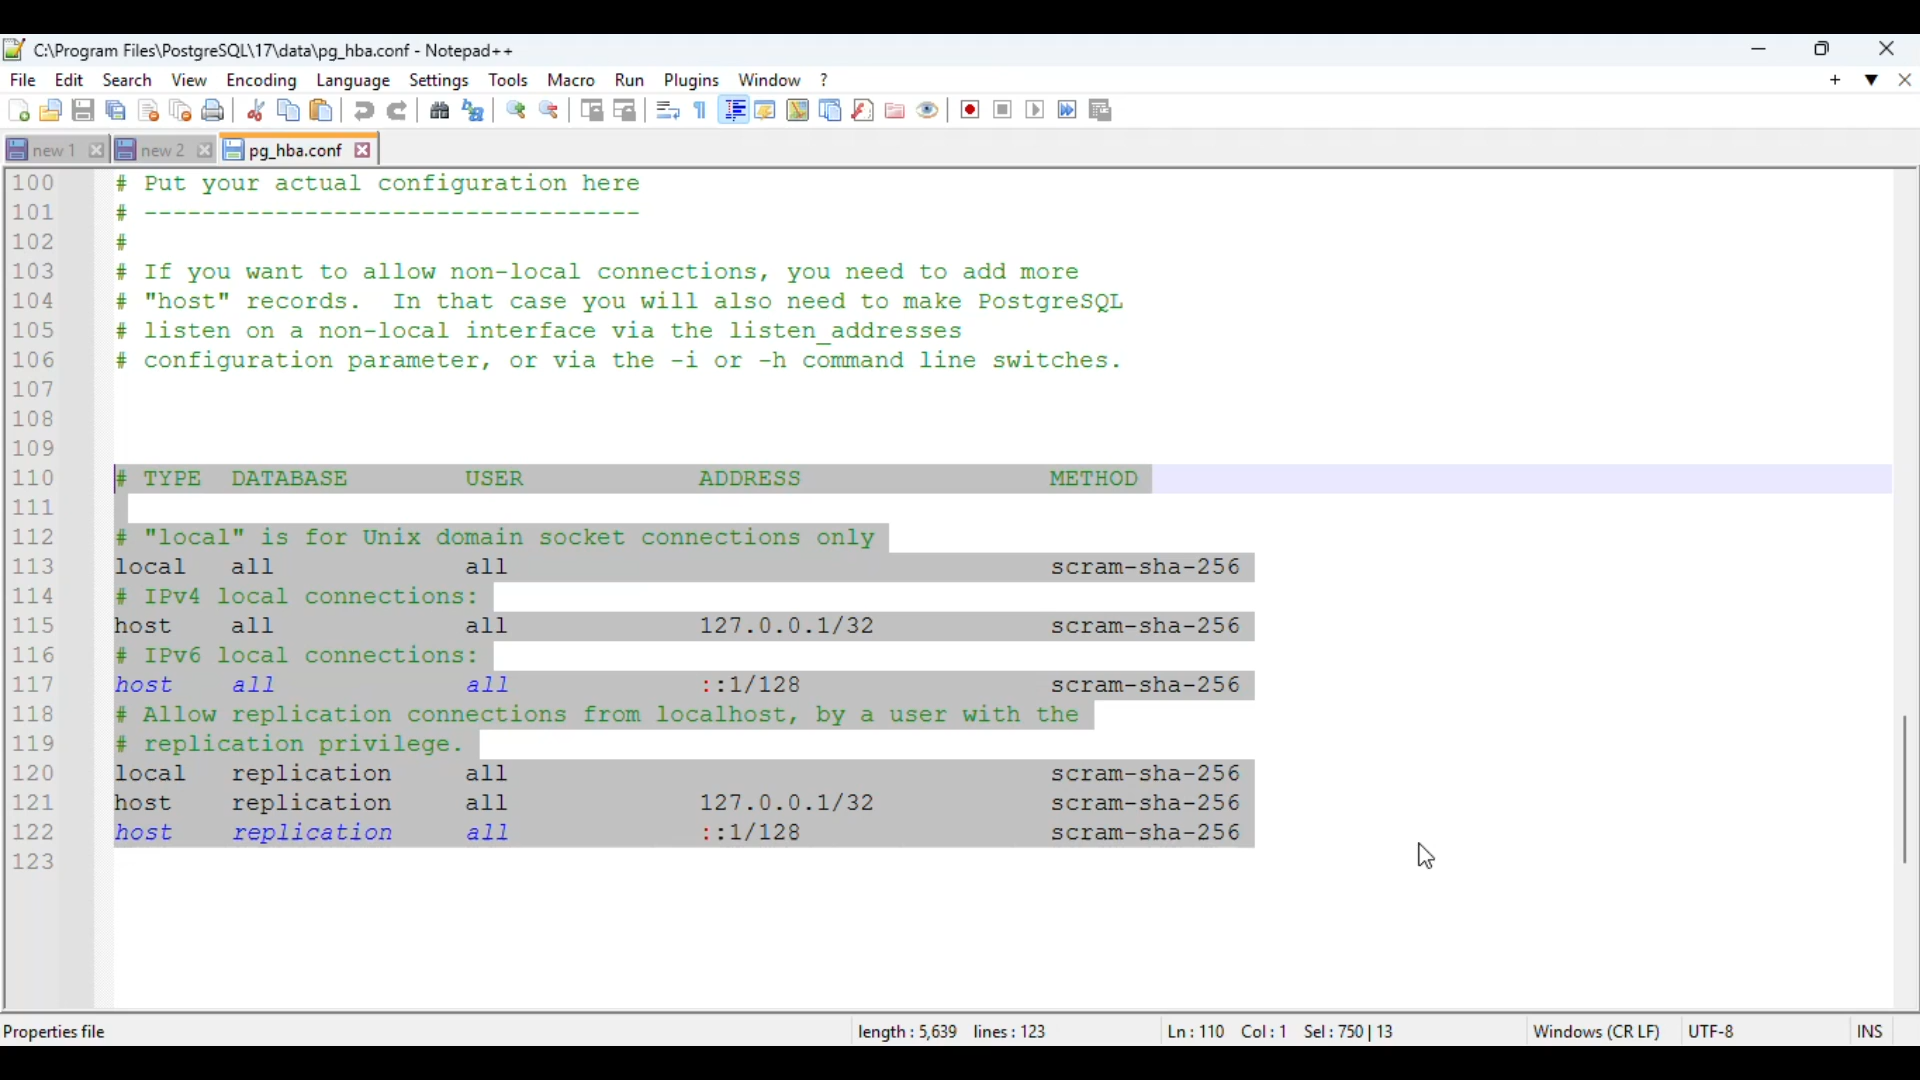 C:\Program Files\PostgreSQL\17\data\pg_hba.conf - Notepad++
File Edit Search View Encoding Language Settings Tools Macro Run Plugins Window ?
new 1 new 2 pg_hba.conf
100 # Put your actual configuration here
101 # ----------------------------------
102 #
103 # If you want to allow non-local connections, you need to add more
104 # "host" records.  In that case you will also need to make PostgreSQL
105 # listen on a non-local interface via the listen_addresses
106 # configuration parameter, or via the -i or -h command line switches.
107
108
109
110 # TYPE  DATABASE        USER            ADDRESS                 METHOD
111
112 # "local" is for Unix domain socket connections only
113 local   all             all                                     scram-sha-256
114 # IPv4 local connections:
115 host    all             all             127.0.0.1/32            scram-sha-256
116 # IPv6 local connections:
117 host    all             all             ::1/128                 scram-sha-256
118 # Allow replication connections from localhost, by a user with the
119 # replication privilege.
120 local   replication     all                                     scram-sha-256
121 host    replication     all             127.0.0.1/32            scram-sha-256
122 host    replication     all             ::1/128                 scram-sha-256
123
Properties file length : 5,639 lines : 123 Ln : 110 Col : 1 Sel : 750 | 13 Windows (CR LF) UTF-8 INS